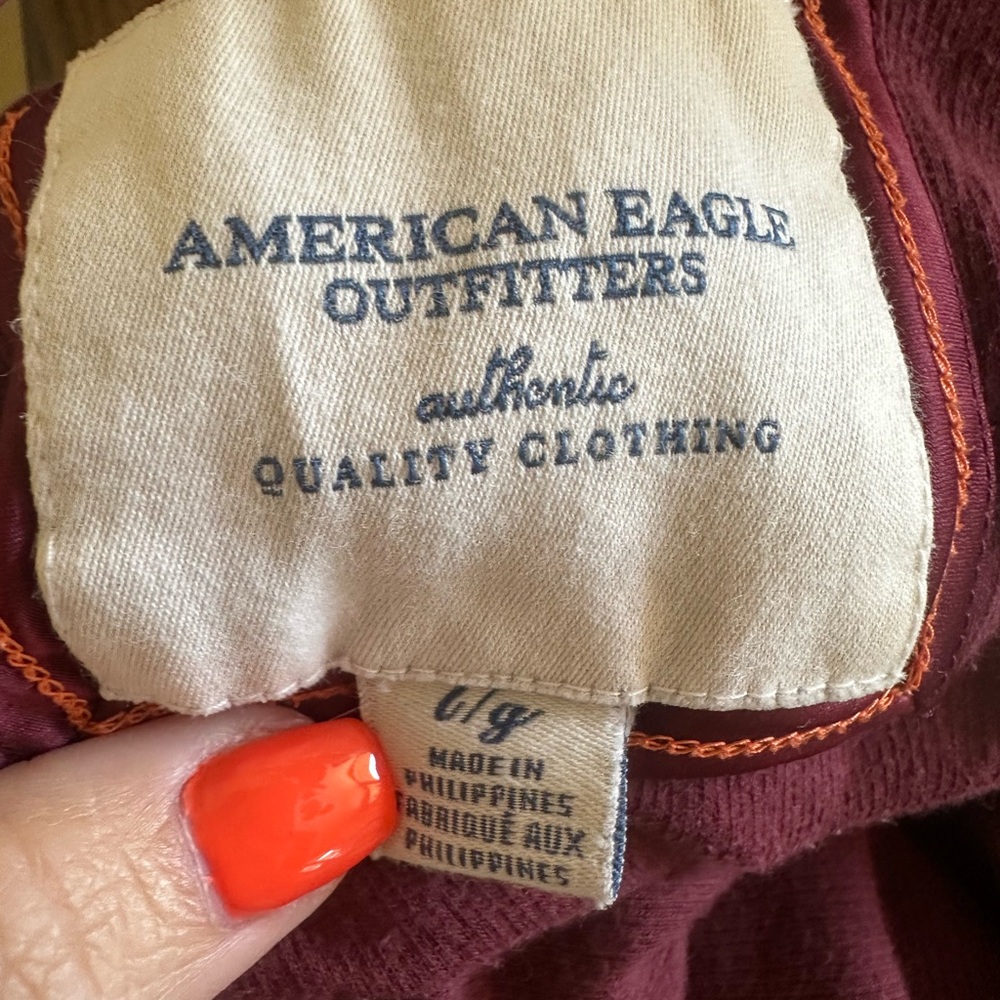 AMERICAN EAGLE
OUTFITTERS
authentic
QUALITY CLOTHING
l/g
MADE IN
PHILIPPINES
FABRIQUÉ AUX
PHILIPPINES